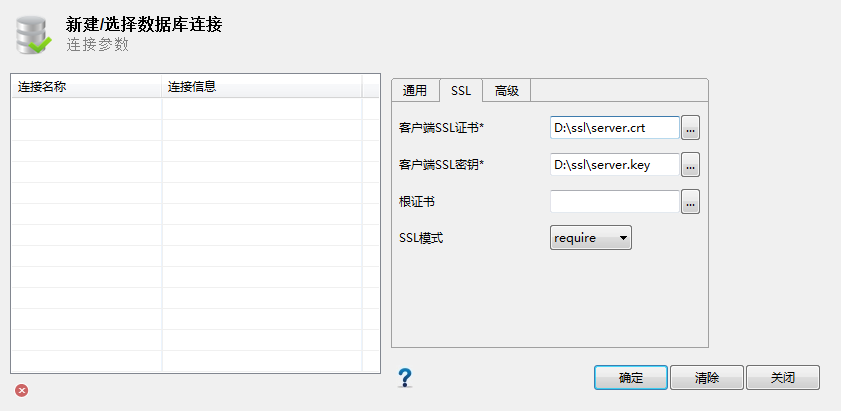 新建/选择数据库连接
连接参数
连接名称 连接信息
通用 SSL 高级
客户端SSL证书* D:\ssl\server.crt ...
客户端SSL密钥* D:\ssl\server.key ...
根证书 ...
SSL模式 require
?
确定 清除 关闭